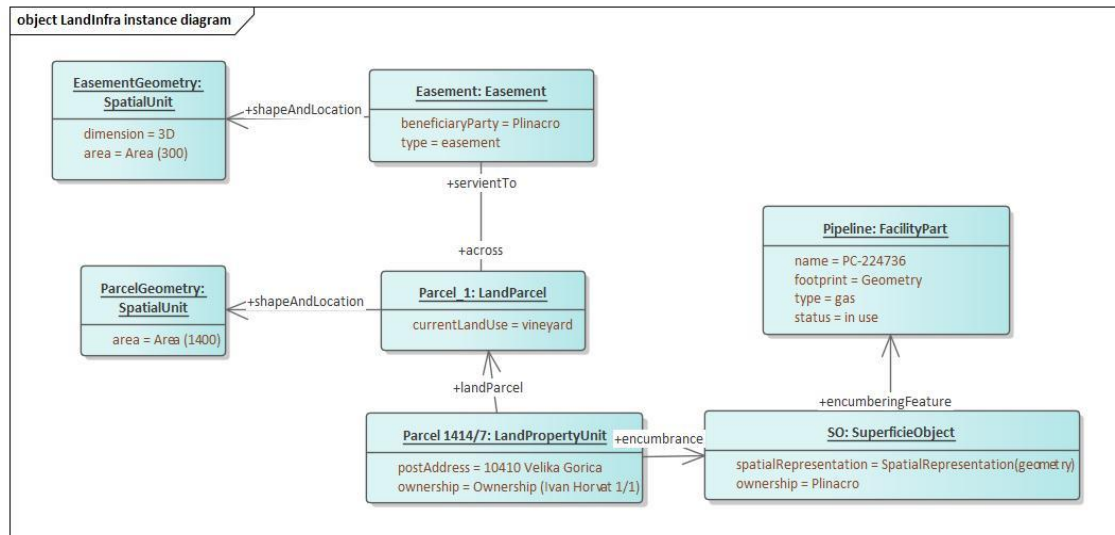 object LandInfra instance diagram
EasementGeometry:
SpatialUnit
dimension = 3D
area = Area (300)
+shapeAndLocation
Easement: Easement
beneficiaryParty = Plinacro
type = easement
+servientTo
+across
Pipeline: FacilityPart
name = PC-224736
footprint = Geometry
type = gas
status = in use
ParcelGeometry:
SpatialUnit
area = Area (1400)
+shapeAndLocation
Parcel_1: LandParcel
currentLandUse = vineyard
+landParcel
+encumberingFeature
Parcel 1414/7: LandPropertyUnit
postAddress = 10410 Velika Gorica
ownership = Ownership (Ivan Horvat 1/1)
+encumbrance
SO: SuperficieObject
spatialRepresentation = SpatialRepresentation(geometry)
ownership = Plinacro